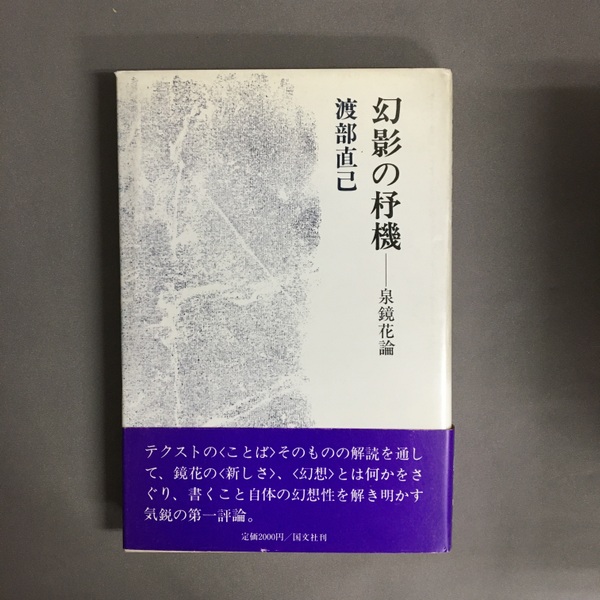 幻影の杼機――泉鏡花論
渡部直己
テクストの〈ことば〉そのものの解読を通し
て、鏡花の〈新しさ〉、〈幻想〉とは何かをさ
ぐり、書くこと自体の幻想性を解き明かす
気鋭の第一評論。
定価2000円／国文社刊